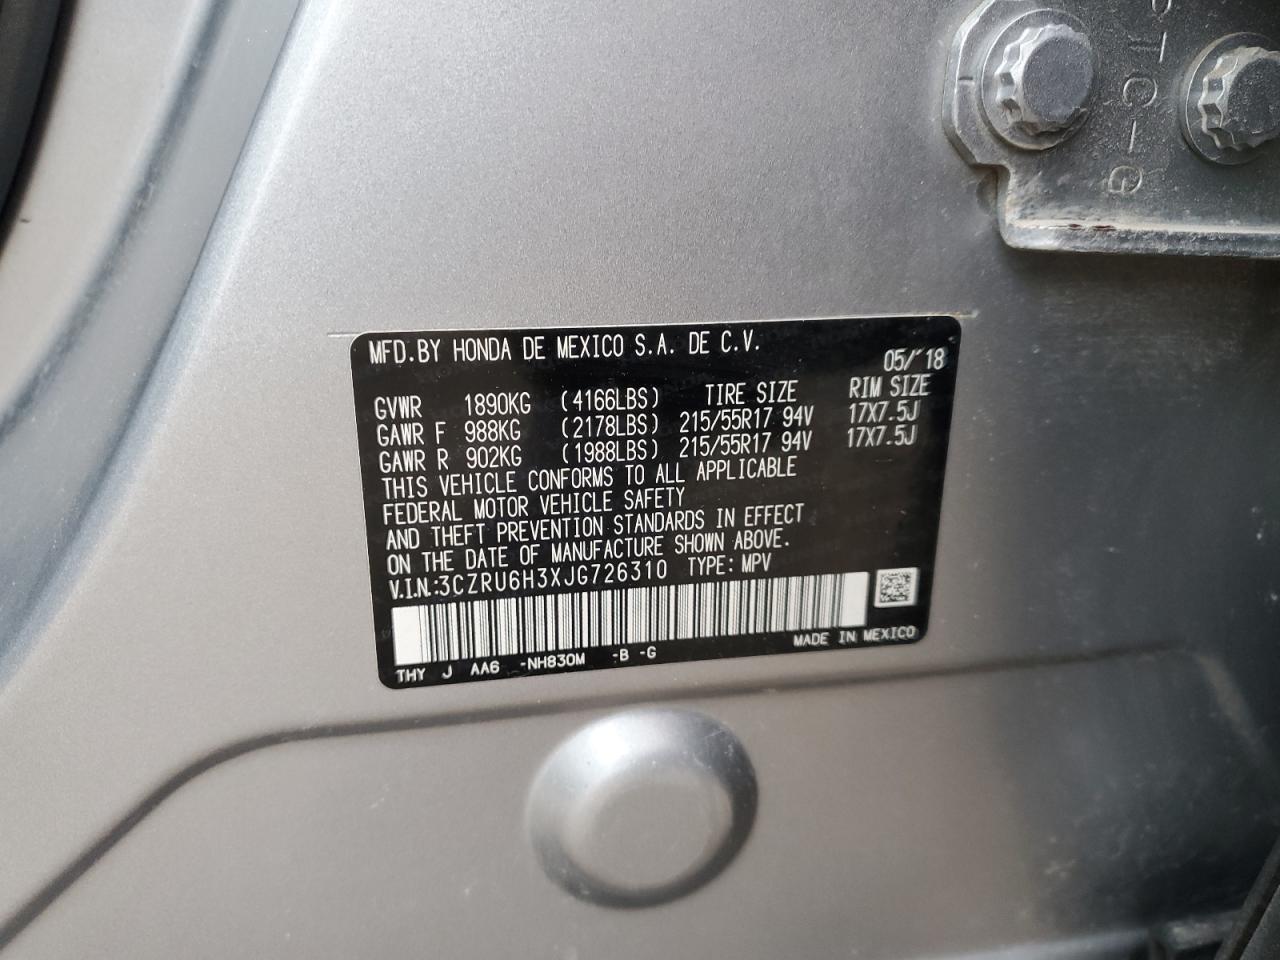 PTC-G
MFD.BY HONDA DE MEXICO S.A. DE C.V. 05/'18
GVWR 1890KG (4166LBS) TIRE SIZE RIM SIZE
GAWR F 988KG (2178LBS) 215/55R17 94V 17X7.5J
GAWR R 902KG (1988LBS) 215/55R17 94V 17X7.5J
THIS VEHICLE CONFORMS TO ALL APPLICABLE
FEDERAL MOTOR VEHICLE SAFETY
AND THEFT PREVENTION STANDARDS IN EFFECT
ON THE DATE OF MANUFACTURE SHOWN ABOVE.
V.I.N.:3CZRU6H3XJG726310 TYPE: MPV
MADE IN MEXICO
THY J AA6 -NH830M -B -G